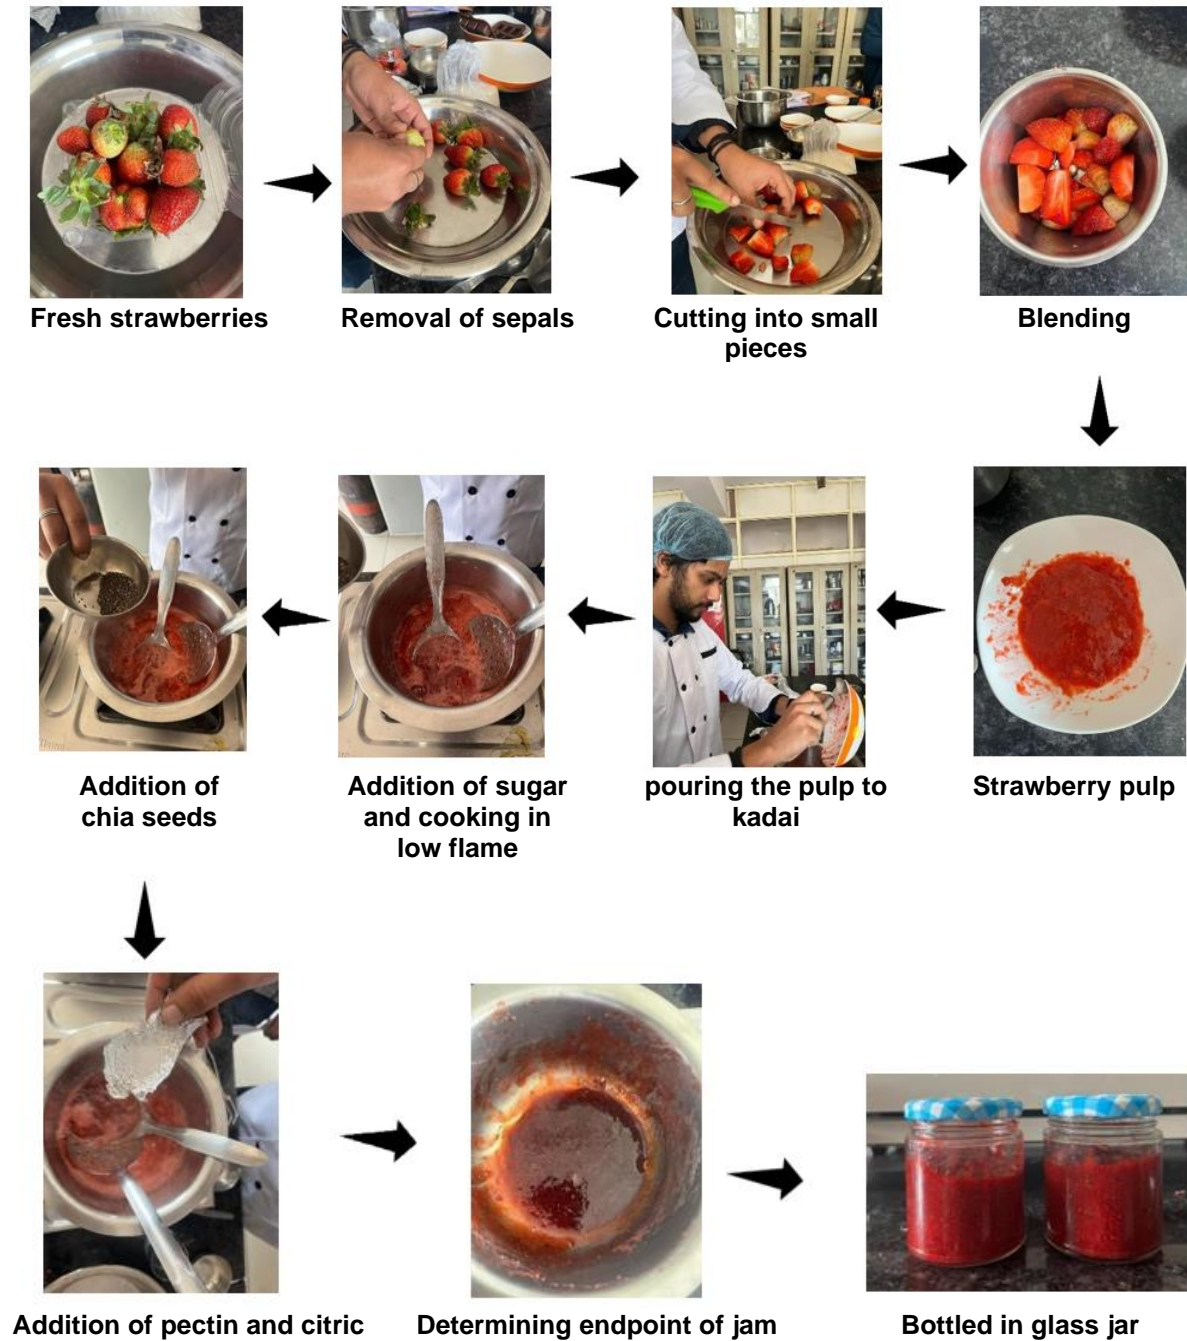 Fresh strawberries
Removal of sepals
Cutting into small
pieces
Blending
Addition of
chia seeds
Addition of sugar
and cooking in
low flame
pouring the pulp to
kadai
Strawberry pulp
Addition of pectin and citric
Determining endpoint of jam
Bottled in glass jar